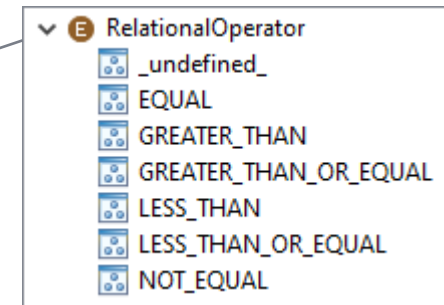 E RelationalOperator
_undefined_
EQUAL
GREATER_THAN
GREATER_THAN_OR_EQUAL
LESS_THAN
LESS_THAN_OR_EQUAL
NOT_EQUAL